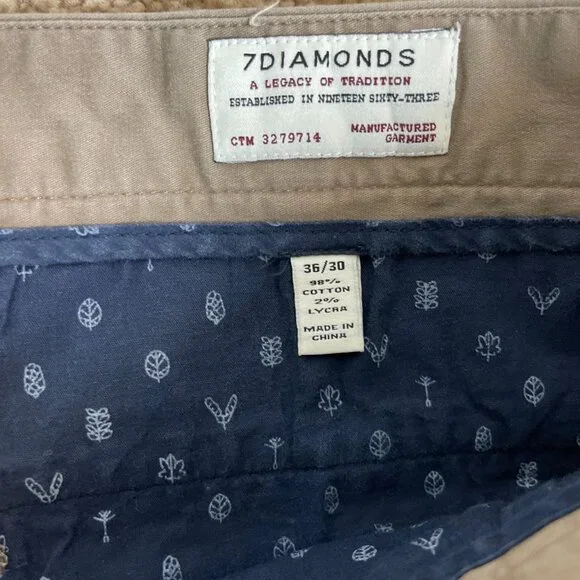 7DIAMONDS
A LEGACY OF TRADITION
ESTABLISHED IN NINETEEN SIXTY-THREE
CTM 3279714
MANUFACTURED
GARMENT
36/30
98%
COTTON
2%
LYCRA
MADE IN
CHINA